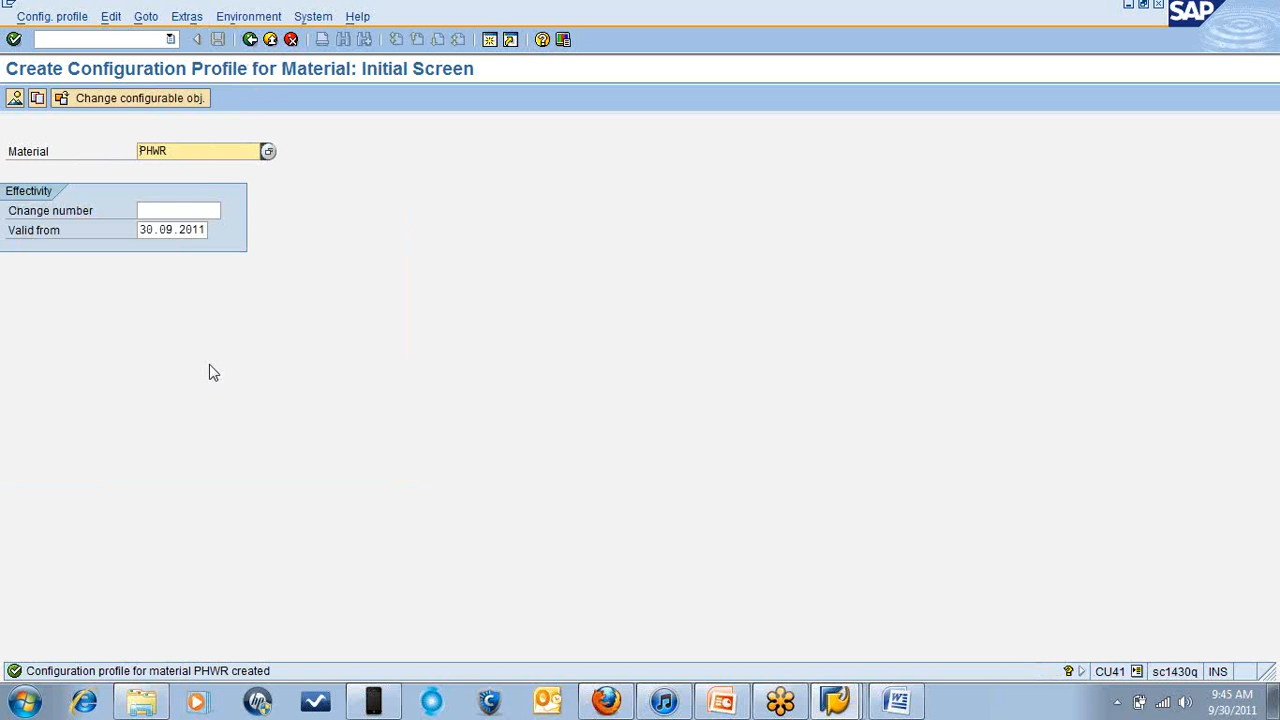 Config. profile Edit Goto Extras Environment System Help
SAP
Create Configuration Profile for Material: Initial Screen
Change configurable obj.
Material PHWR
Effectivity
Change number
Valid from 30.09.2011
Configuration profile for material PHWR created CU41 sc1430q INS
9:45 AM
9/30/2011